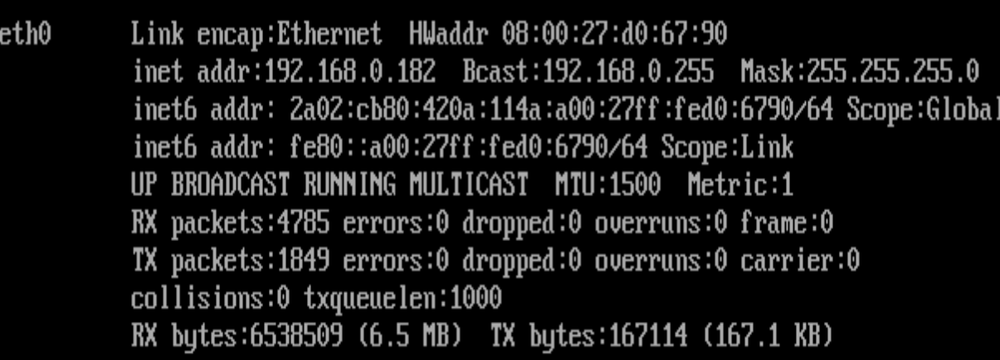 eth0 Link encap:Ethernet HWaddr 08:00:27:d0:67:90
inet addr:192.168.0.182 Bcast:192.168.0.255 Mask:255.255.255.0
inet6 addr: 2a02:cb80:420a:114a:a00:27ff:fed0:6790/64 Scope:Global
inet6 addr: fe80::a00:27ff:fed0:6790/64 Scope:Link
UP BROADCAST RUNNING MULTICAST MTU:1500 Metric:1
RX packets:4785 errors:0 dropped:0 overruns:0 frame:0
TX packets:1849 errors:0 dropped:0 overruns:0 carrier:0
collisions:0 txqueuelen:1000
RX bytes:6538509 (6.5 MB) TX bytes:167114 (167.1 KB)